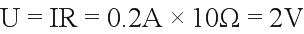 U = IR = 0.2A × 10Ω = 2V